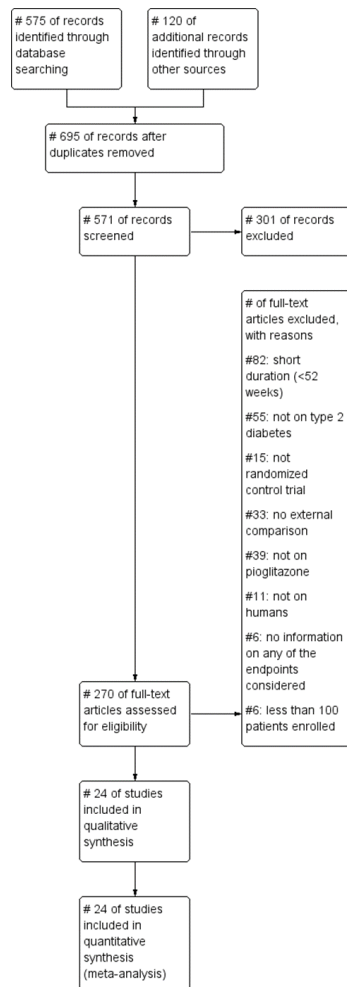 # 575 of records
identified through
database
searching
# 120 of
additional records
identified through
other sources
# 695 of records after
duplicates removed
# 571 of records
screened
# 301 of records
excluded
# of full-text
articles excluded,
with reasons
#82: short
duration (<52
weeks)
#55: not on type 2
diabetes
#15: not
randomized
control trial
#33: no external
comparison
#39: not on
pioglitazone
#11: not on
humans
#6: no information
on any of the
endpoints
considered
#6: less than 100
patients enrolled
# 270 of full-text
articles assessed
for eligibility
# 24 of studies
included in
qualitative
synthesis
# 24 of studies
included in
quantitative
synthesis
(meta-analysis)